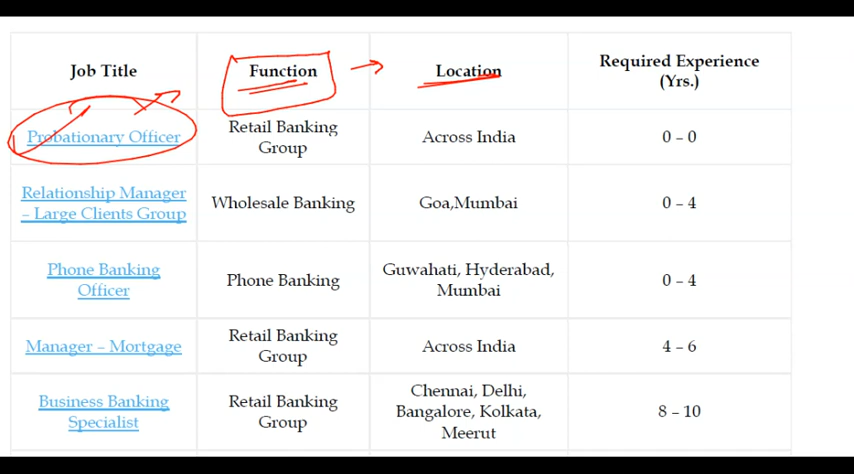 Job Title Function Location Required Experience
(Yrs.)
Probationary Officer Retail Banking
Group Across India 0 – 0
Relationship Manager
– Large Clients Group Wholesale Banking Goa,Mumbai 0 – 4
Phone Banking
Officer Phone Banking Guwahati, Hyderabad,
Mumbai 0 – 4
Manager – Mortgage Retail Banking
Group Across India 4 – 6
Business Banking
Specialist Retail Banking
Group Chennai, Delhi,
Bangalore, Kolkata,
Meerut 8 – 10